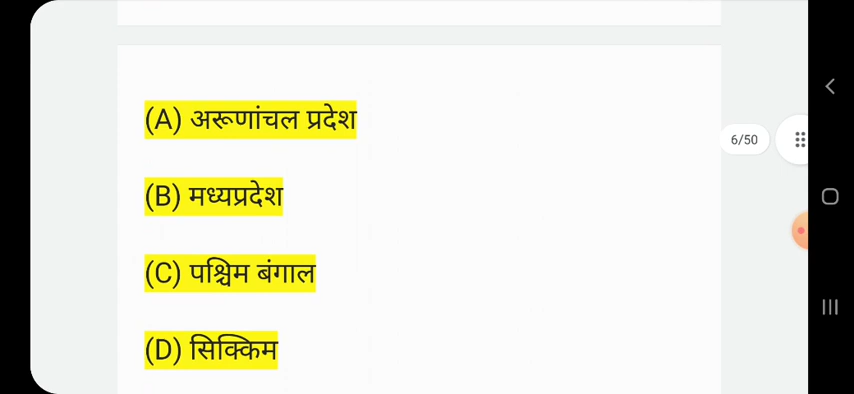 (A) अरूणांचल प्रदेश
6/50
(B) मध्यप्रदेश
(C) पश्चिम बंगाल
(D) सिक्किम